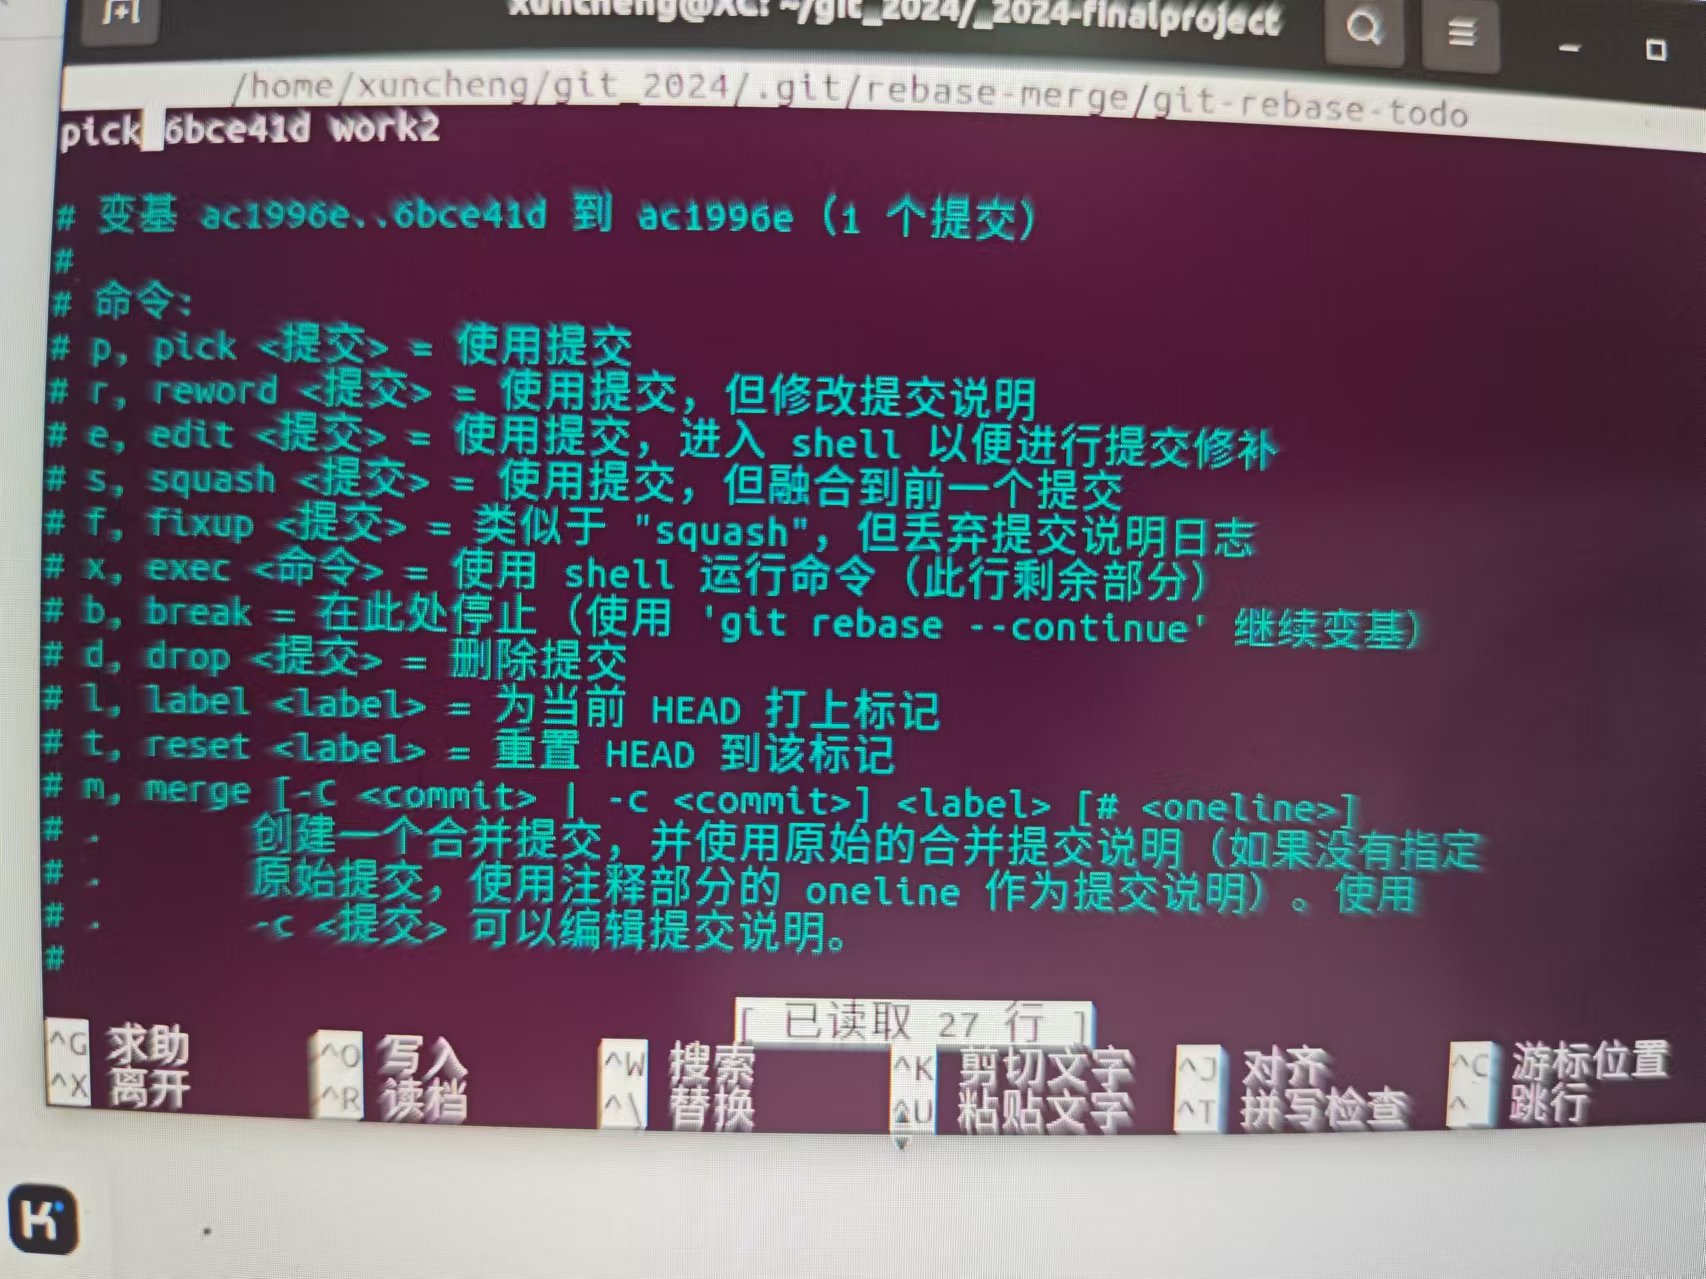 xuncheng@XC: ~/git_2024/_2024-finalproject
/home/xuncheng/git_2024/.git/rebase-merge/git-rebase-todo
pick 6bce41d work2
# 变基 ac1996e..6bce41d 到 ac1996e（1 个提交）
#
# 命令:
# p, pick <提交> = 使用提交
# r, reword <提交> = 使用提交，但修改提交说明
# e, edit <提交> = 使用提交，进入 shell 以便进行提交修补
# s, squash <提交> = 使用提交，但融合到前一个提交
# f, fixup <提交> = 类似于 "squash"，但丢弃提交说明日志
# x, exec <命令> = 使用 shell 运行命令（此行剩余部分）
# b, break = 在此处停止（使用 'git rebase --continue' 继续变基）
# d, drop <提交> = 删除提交
# l, label <label> = 为当前 HEAD 打上标记
# t, reset <label> = 重置 HEAD 到该标记
# m, merge [-C <commit> | -c <commit>] <label> [# <oneline>]
# . 创建一个合并提交，并使用原始的合并提交说明（如果没有指定
# . 原始提交，使用注释部分的 oneline 作为提交说明）。使用
# . -c <提交> 可以编辑提交说明。
#
[ 已读取 27 行 ]
^G 求助 ^O 写入 ^W 搜索 ^K 剪切文字 ^J 对齐 ^C 游标位置
^X 离开 ^R 读档 ^\ 替换 ^U 粘贴文字 ^T 拼写检查 ^_ 跳行
K